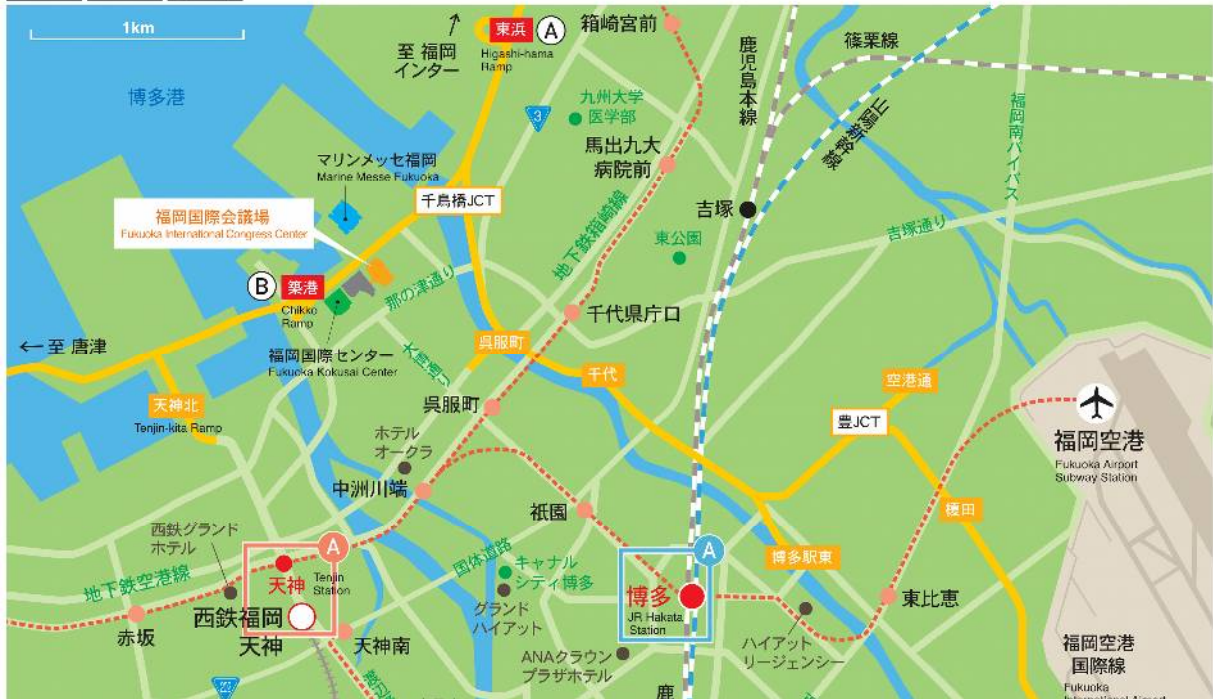 1km
東浜
A
Higashi-hama
Ramp
至 福岡
インター
箱崎宮前
鹿児島本線
篠栗線
山陽新幹線
福岡南バイパス
博多港
3
九州大学
医学部
馬出九大
病院前
マリンメッセ福岡
Marine Messe Fukuoka
千鳥橋JCT
地下鉄箱崎線
吉塚
吉塚通り
福岡国際会議場
Fukuoka International Congress Center
東公園
B
築港
Chikko
Ramp
那の津通り
千代県庁口
← 至 唐津
福岡国際センター
Fukuoka Kokusai Center
大博通り
呉服町
千代
空港通
天神北
Tenjin-kita Ramp
呉服町
豊JCT
福岡空港
Fukuoka Airport
Subway Station
ホテル
オークラ
中洲川端
祇園
榎田
西鉄グランド
ホテル
A
国体道路
キャナル
シティ博多
A
博多駅東
地下鉄空港線
天神
Tenjin
Station
グランド
ハイアット
博多
JR Hakata
Station
東比恵
赤坂
西鉄福岡
天神
天神南
ANAクラウン
プラザホテル
ハイアット
リージェンシー
福岡空港
国際線
Fukuoka
International Airport
鹿